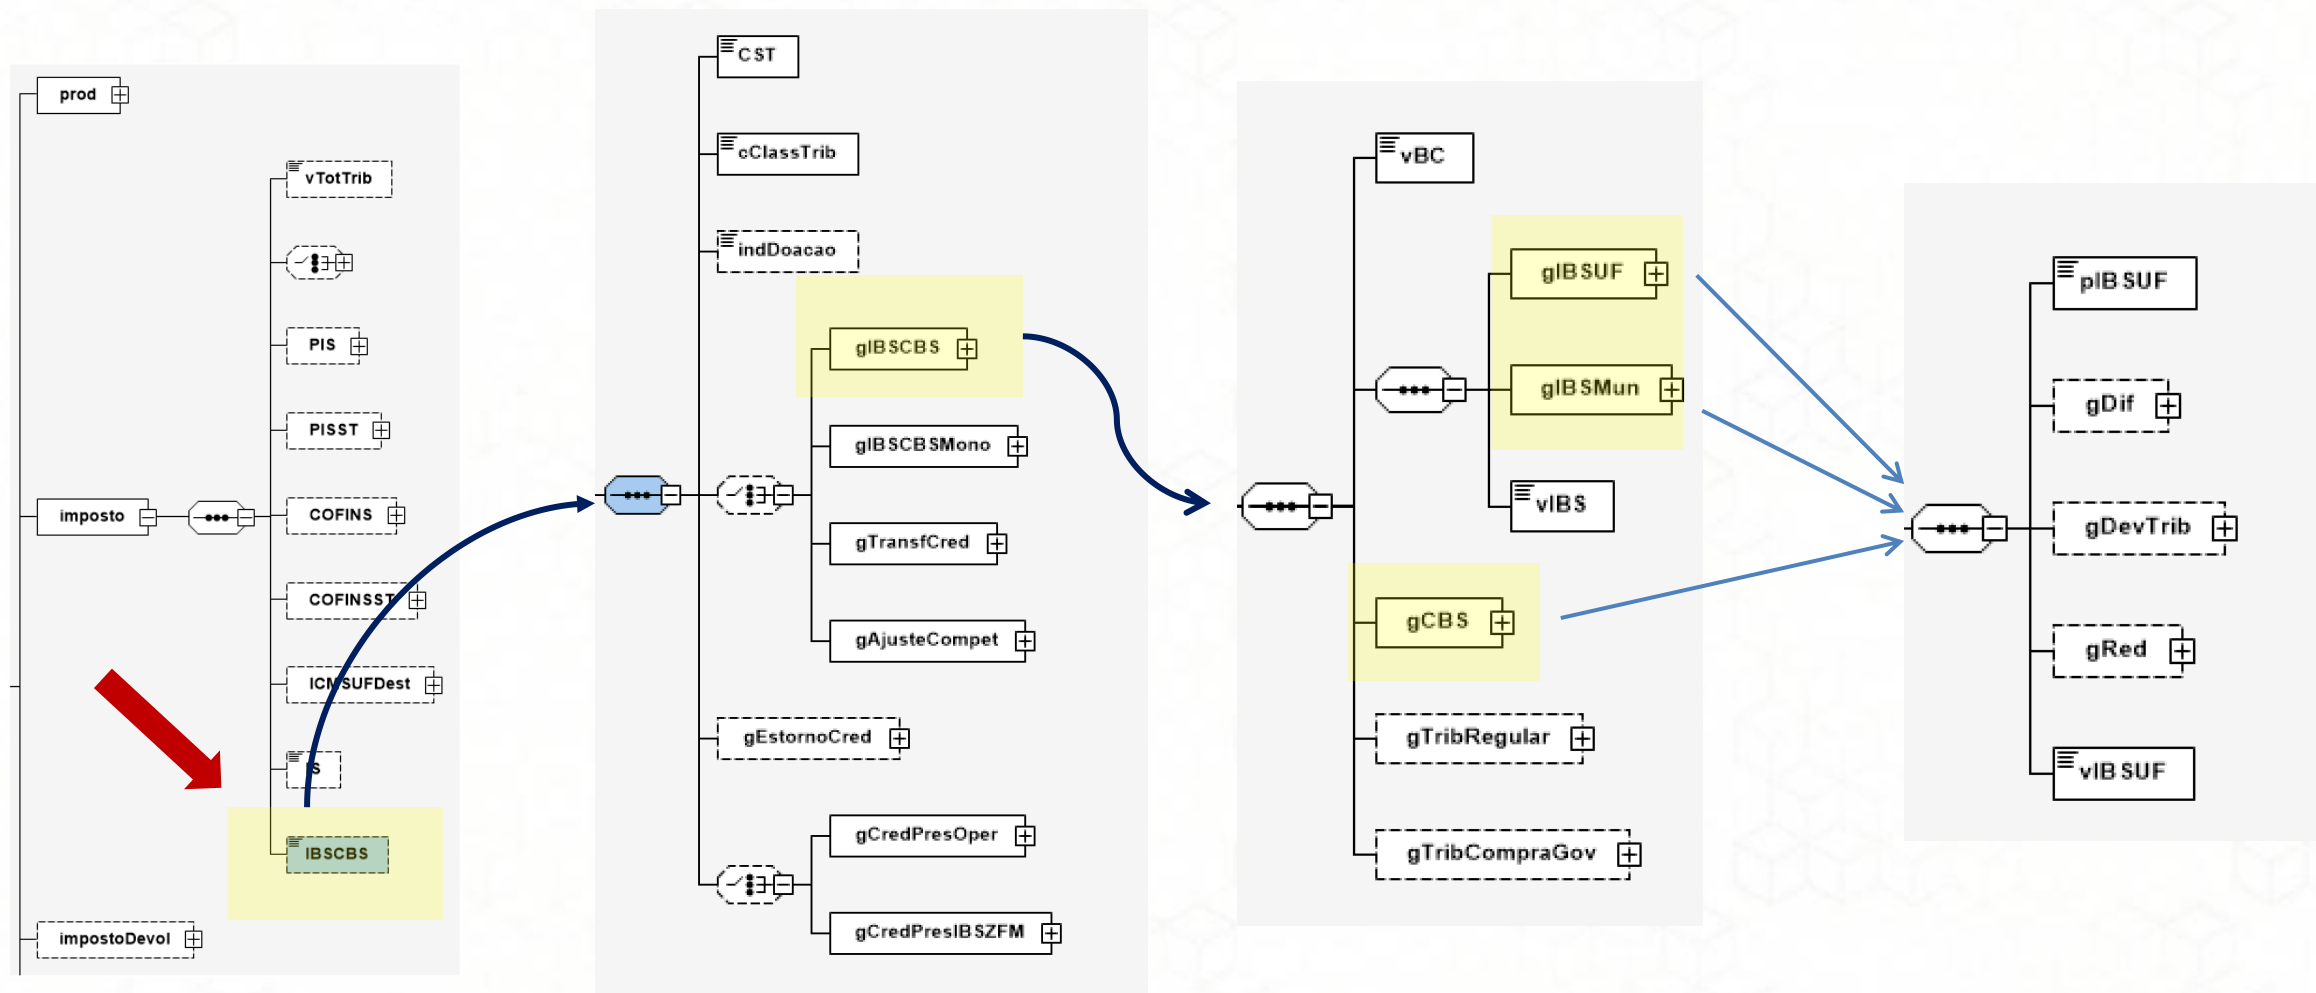 prod
vTotTrib
PIS
PISST
imposto
COFINS
COFINSST
ICMSUFDest
IS
IBSCBS
impostoDevol
CST
cClassTrib
indDoacao
gIBSCBS
gIBSCBSMono
gTransfCred
gAjusteCompet
gEstornoCred
gCredPresOper
gCredPresIBSZFM
vBC
gIBSUF
gIBSMun
vIBS
gCBS
gTribRegular
gTribCompraGov
pIBSUF
gDif
gDevTrib
gRed
vIBSUF